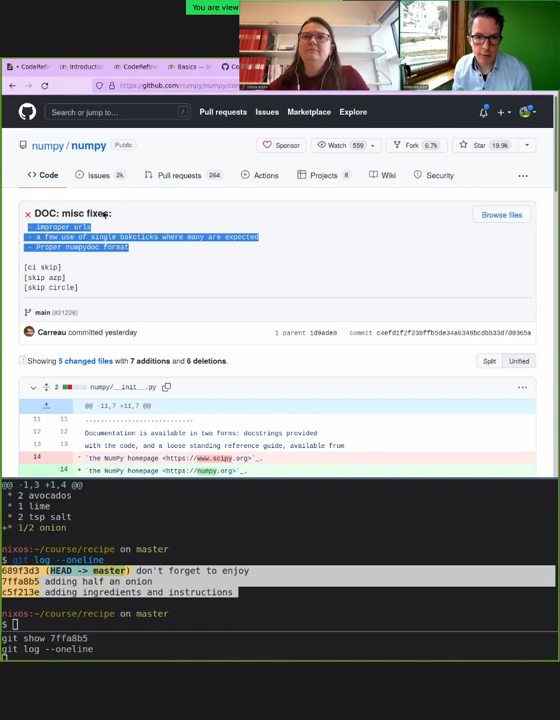 You are view
CodeRefi
Introductio
CodeRefin
Basics —
Co
https://github.com/numpy/numpy/con
Search or jump to…
/
Pull requests
Issues
Marketplace
Explore
numpy / numpy
Public
Sponsor
Watch 559
Fork 6.7k
Star 19.9k
Code
Issues 2k
Pull requests 264
Actions
Projects 8
Wiki
Security
DOC: misc fixes:
Browse files
- improper urls
- a few use of single bakcticks where many are expected
- Proper numpydoc format
[ci skip]
[skip azp]
[skip circle]
main (#21226)
Carreau committed yesterday
1 parent 1d9ade8 commit
Showing 5 changed files with 7 additions and 6 deletions.
Split
Unified
2
numpy/__init__.py
@@ -11,7 +11,7 @@
11 11 ----------------------------
12 12 Documentation is available in two forms: docstrings provided
13 13 with the code, and a loose standing reference guide, available from
14 - `the NumPy homepage <https://www.scipy.org>`_.
14 + `the NumPy homepage <https://numpy.org>`_.
@@ -1,3 +1,4 @@
* 2 avocados
* 1 lime
* 2 tsp salt
+* 1/2 onion
nixos:~/course/recipe on master
$ git log --oneline
689f3d3 (HEAD -> master) don't forget to enjoy
7ffa8b5 adding half an onion
c5f213e adding ingredients and instructions
nixos:~/course/recipe on master
$
git show 7ffa8b5
git log --oneline